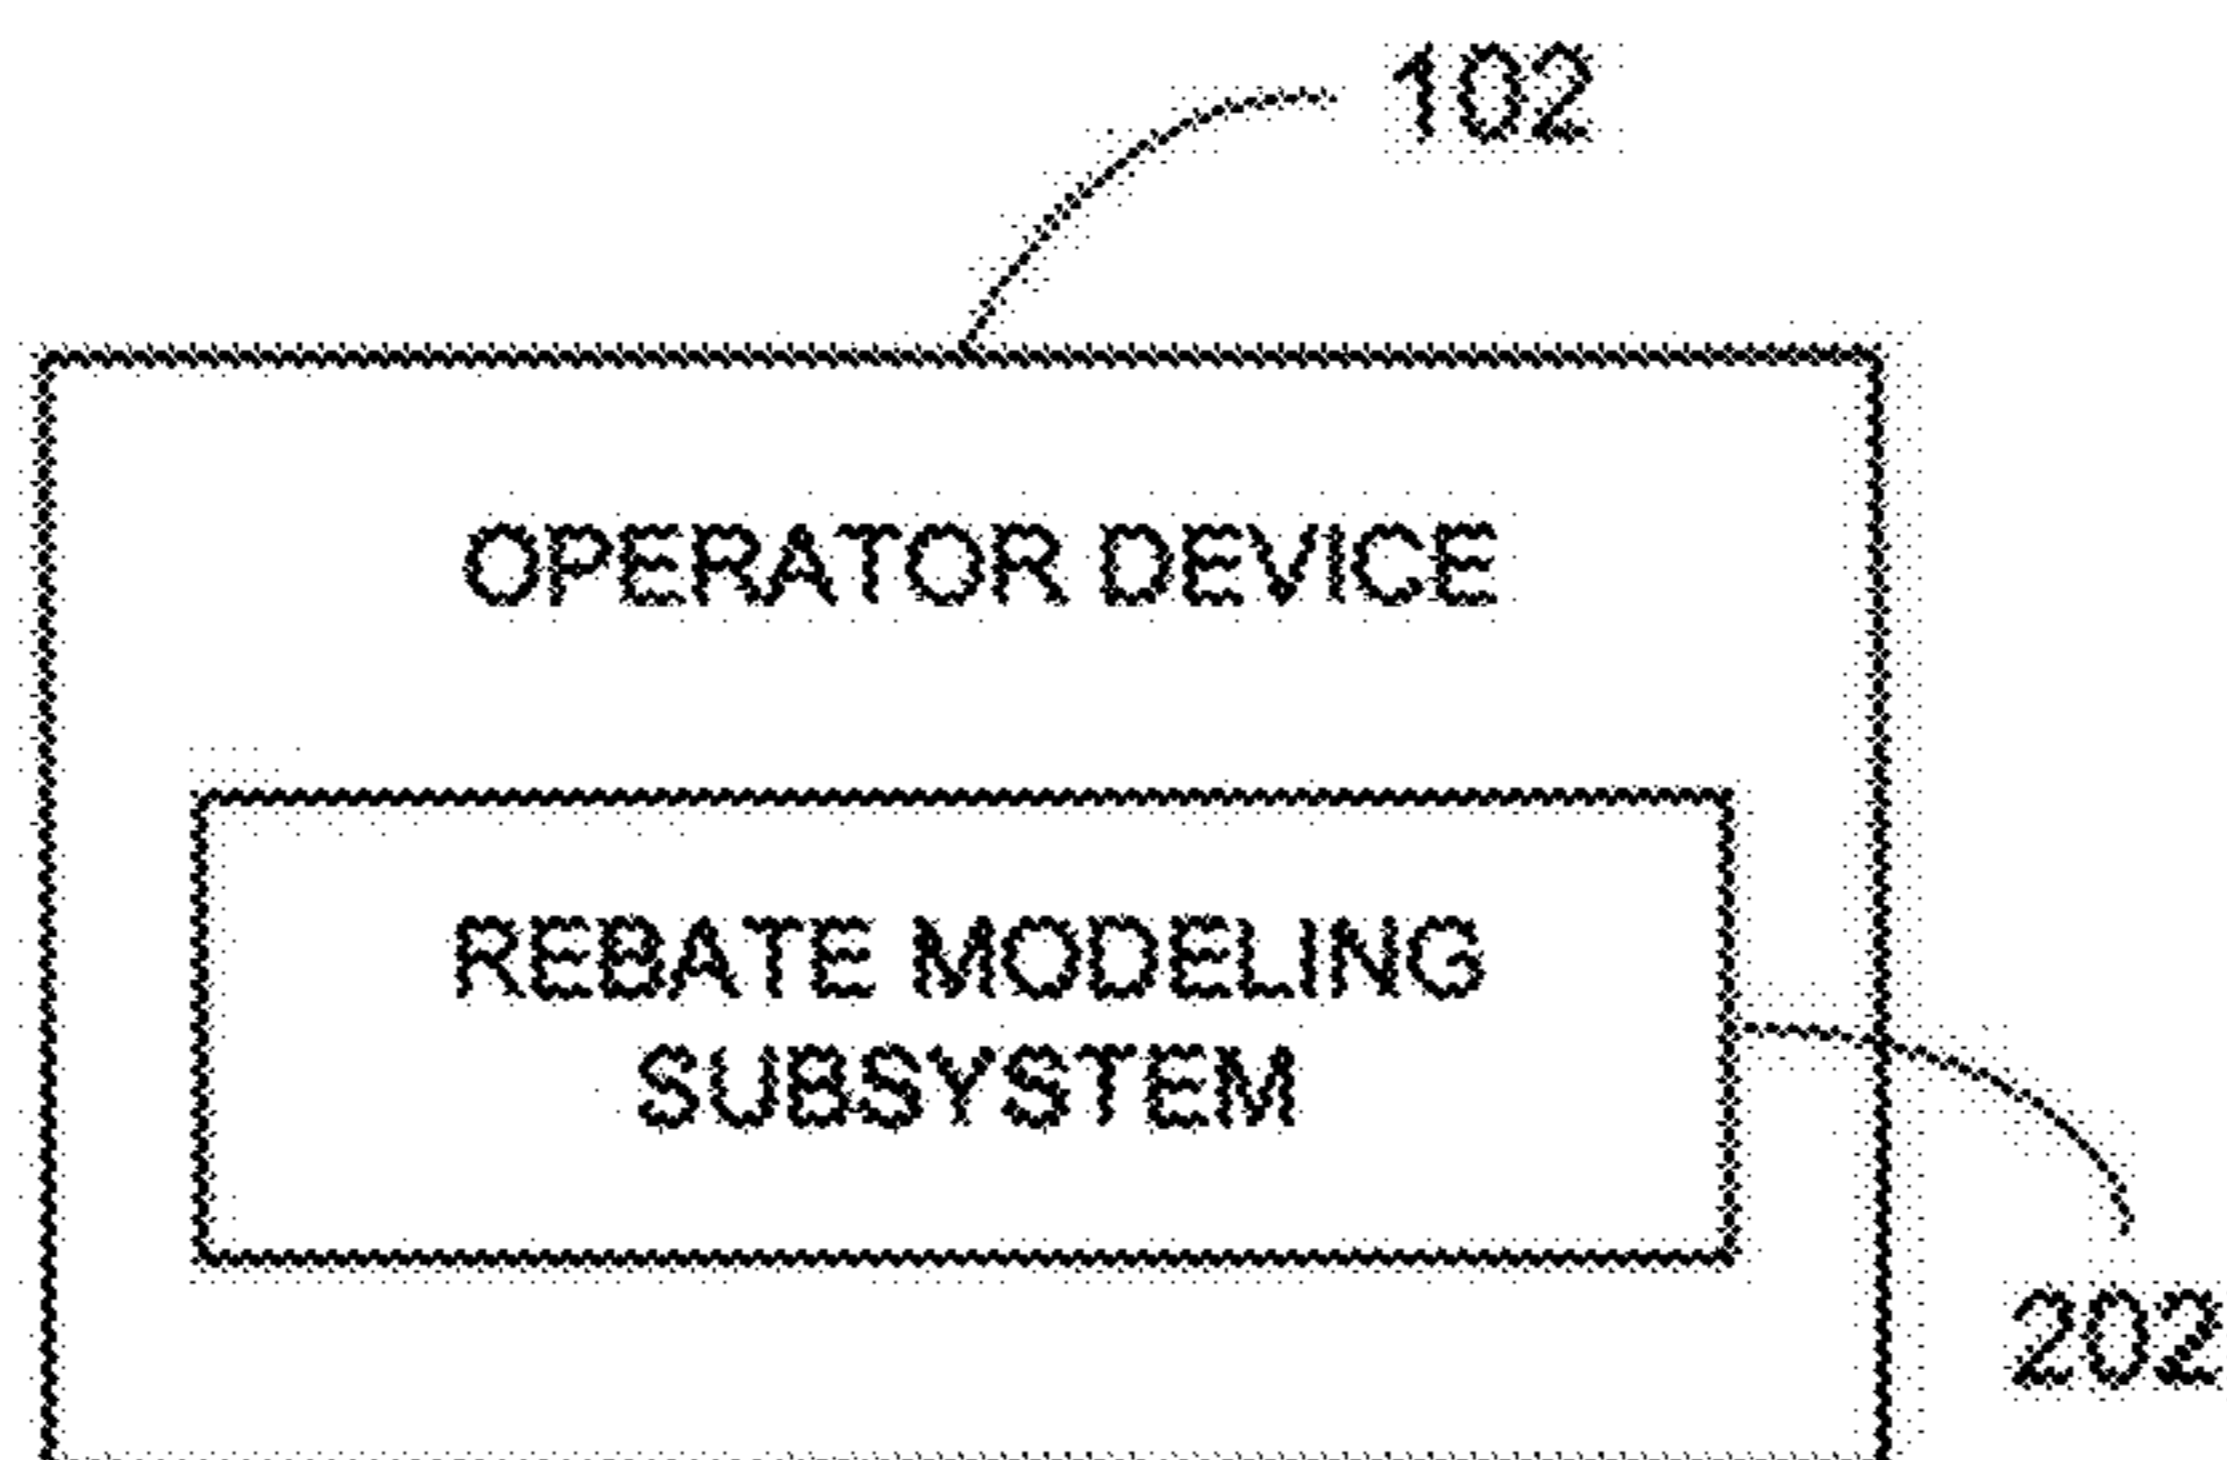 102
OPERATOR DEVICE
REBATE MODELING
SUBSYSTEM
202